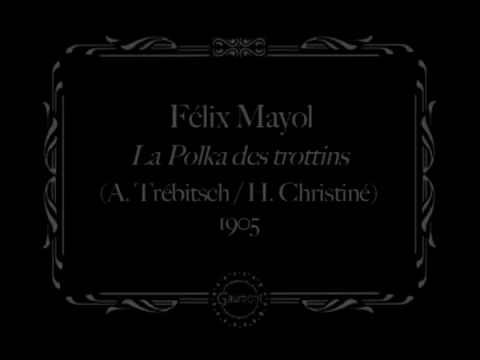 Félix Mayol
La Polka des trottins
(A. Trébitsch / H. Christiné)
1905
Gaumont